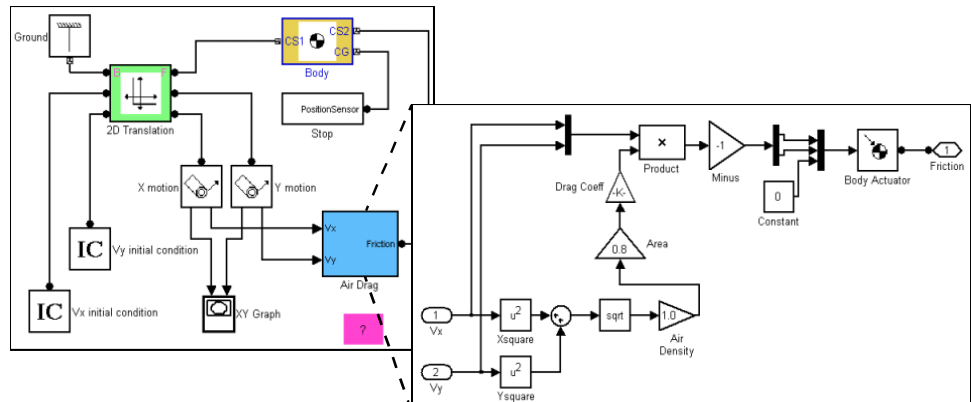 Ground
B
F
2D Translation
CS1
CS2
CG
Body
PositionSensor
Stop
X motion
Y motion
IC
Vy initial condition
IC
Vx initial condition
XY Graph
Vx
Vy
Friction
Air Drag
?
×
Product
-1
Minus
0
Constant
Body Actuator
1
Friction
Drag Coeff
-K-
0.8
Area
1
Vx
u²
Xsquare
sqrt
1.0
Air
Density
2
Vy
u²
Ysquare